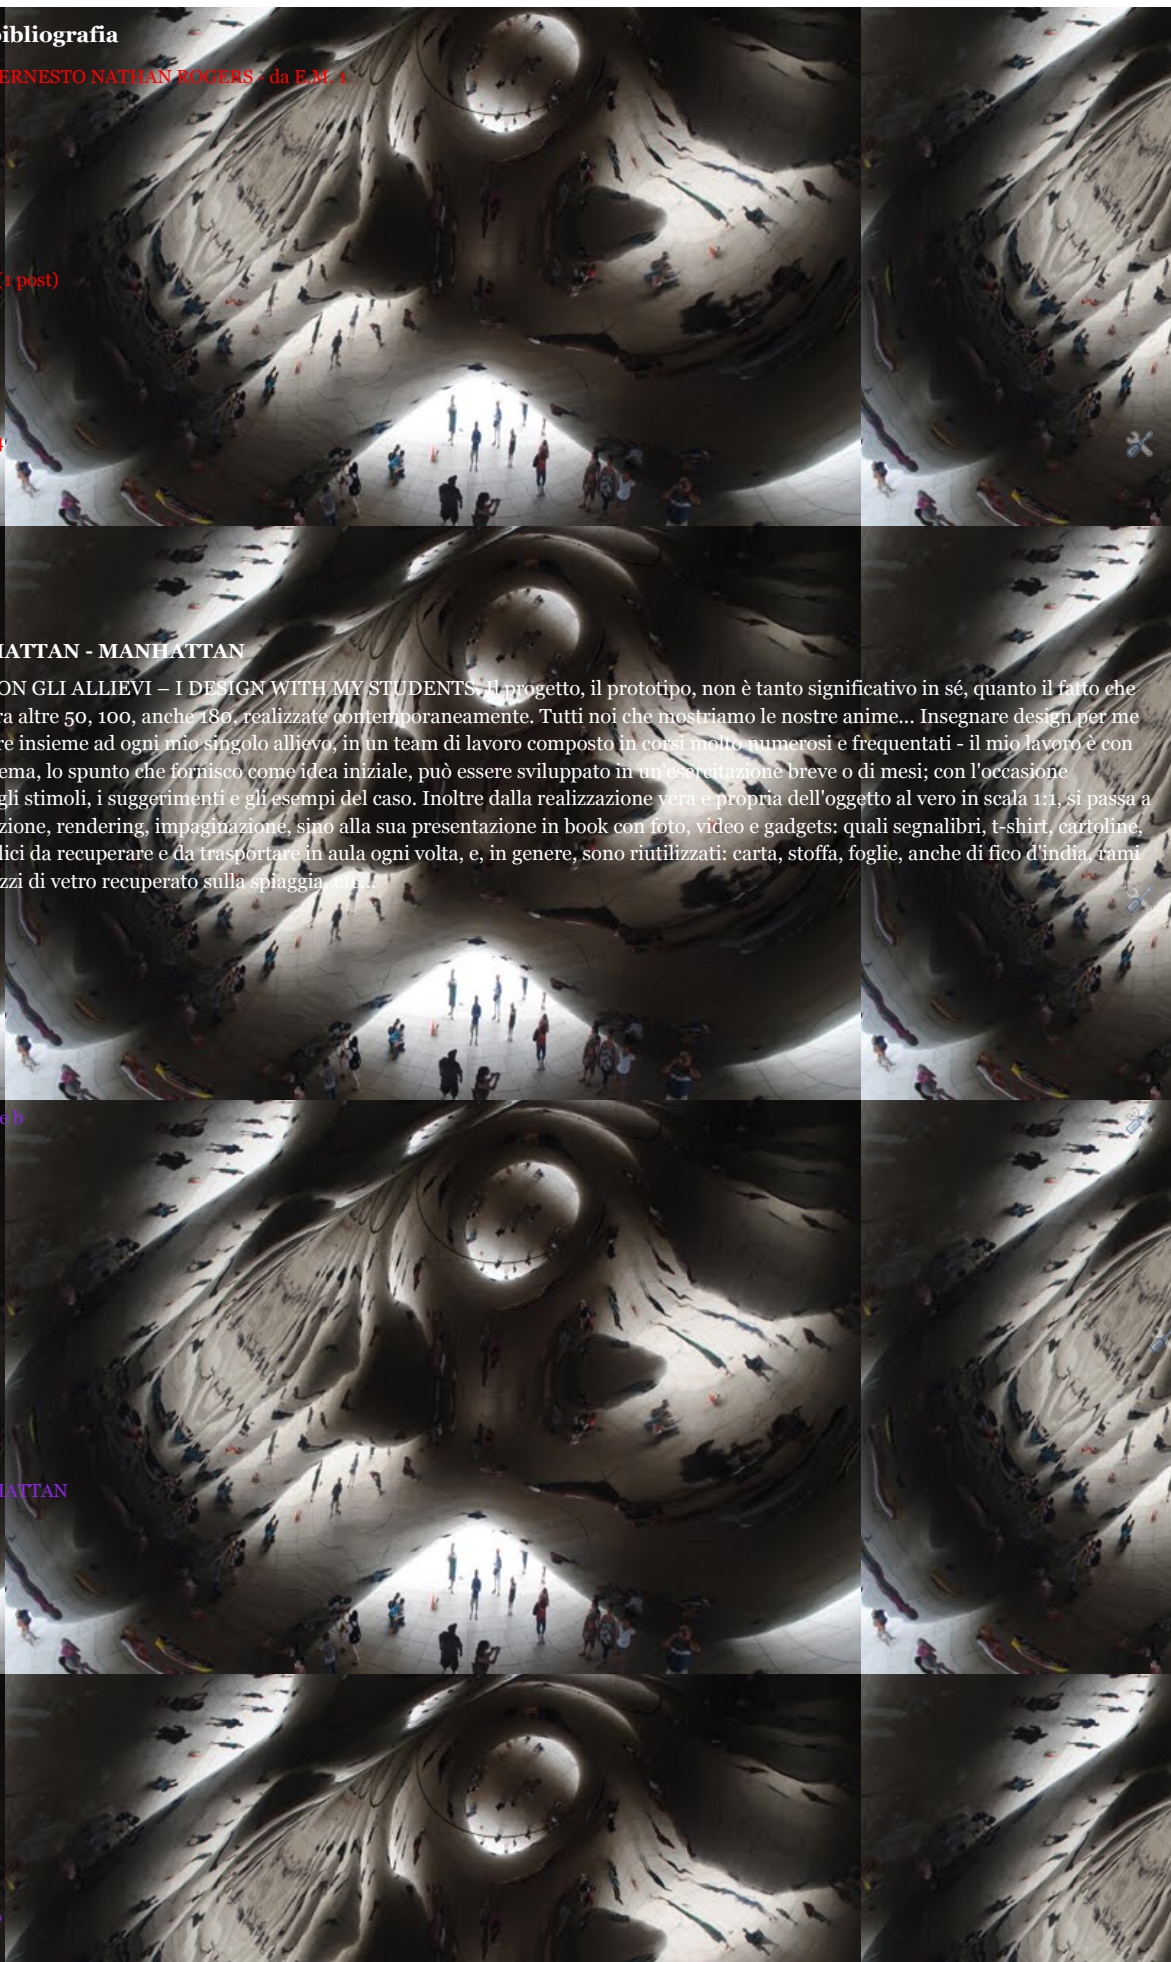 bibliografia
ERNESTO NATHAN ROGERS - da E.M. 1
(1 post)
4
HATTAN - MANHATTAN
ON GLI ALLIEVI – I DESIGN WITH MY STUDENTS. Il progetto, il prototipo, non è tanto significativo in sé, quanto il fatto che
ra altre 50, 100, anche 180, realizzate contemporaneamente. Tutti noi che mostriamo le nostre anime... Insegnare design per me
re insieme ad ogni mio singolo allievo, in un team di lavoro composto in corsi molto numerosi e frequentati - il mio lavoro è con
ema, lo spunto che fornisco come idea iniziale, può essere sviluppato in un'esercitazione breve o di mesi; con l'occasione
gli stimoli, i suggerimenti e gli esempi del caso. Inoltre dalla realizzazione vera e propria dell'oggetto al vero in scala 1:1, si passa a
zione, rendering, impaginazione, sino alla sua presentazione in book con foto, video e gadgets: quali segnalibri, t-shirt, cartoline,
lici da recuperare e da trasportare in aula ogni volta, e, in genere, sono riutilizzati: carta, stoffa, foglie, anche di fico d'india, rami
zzi di vetro recuperato sulla spiaggia, etc...
e b
HATTAN